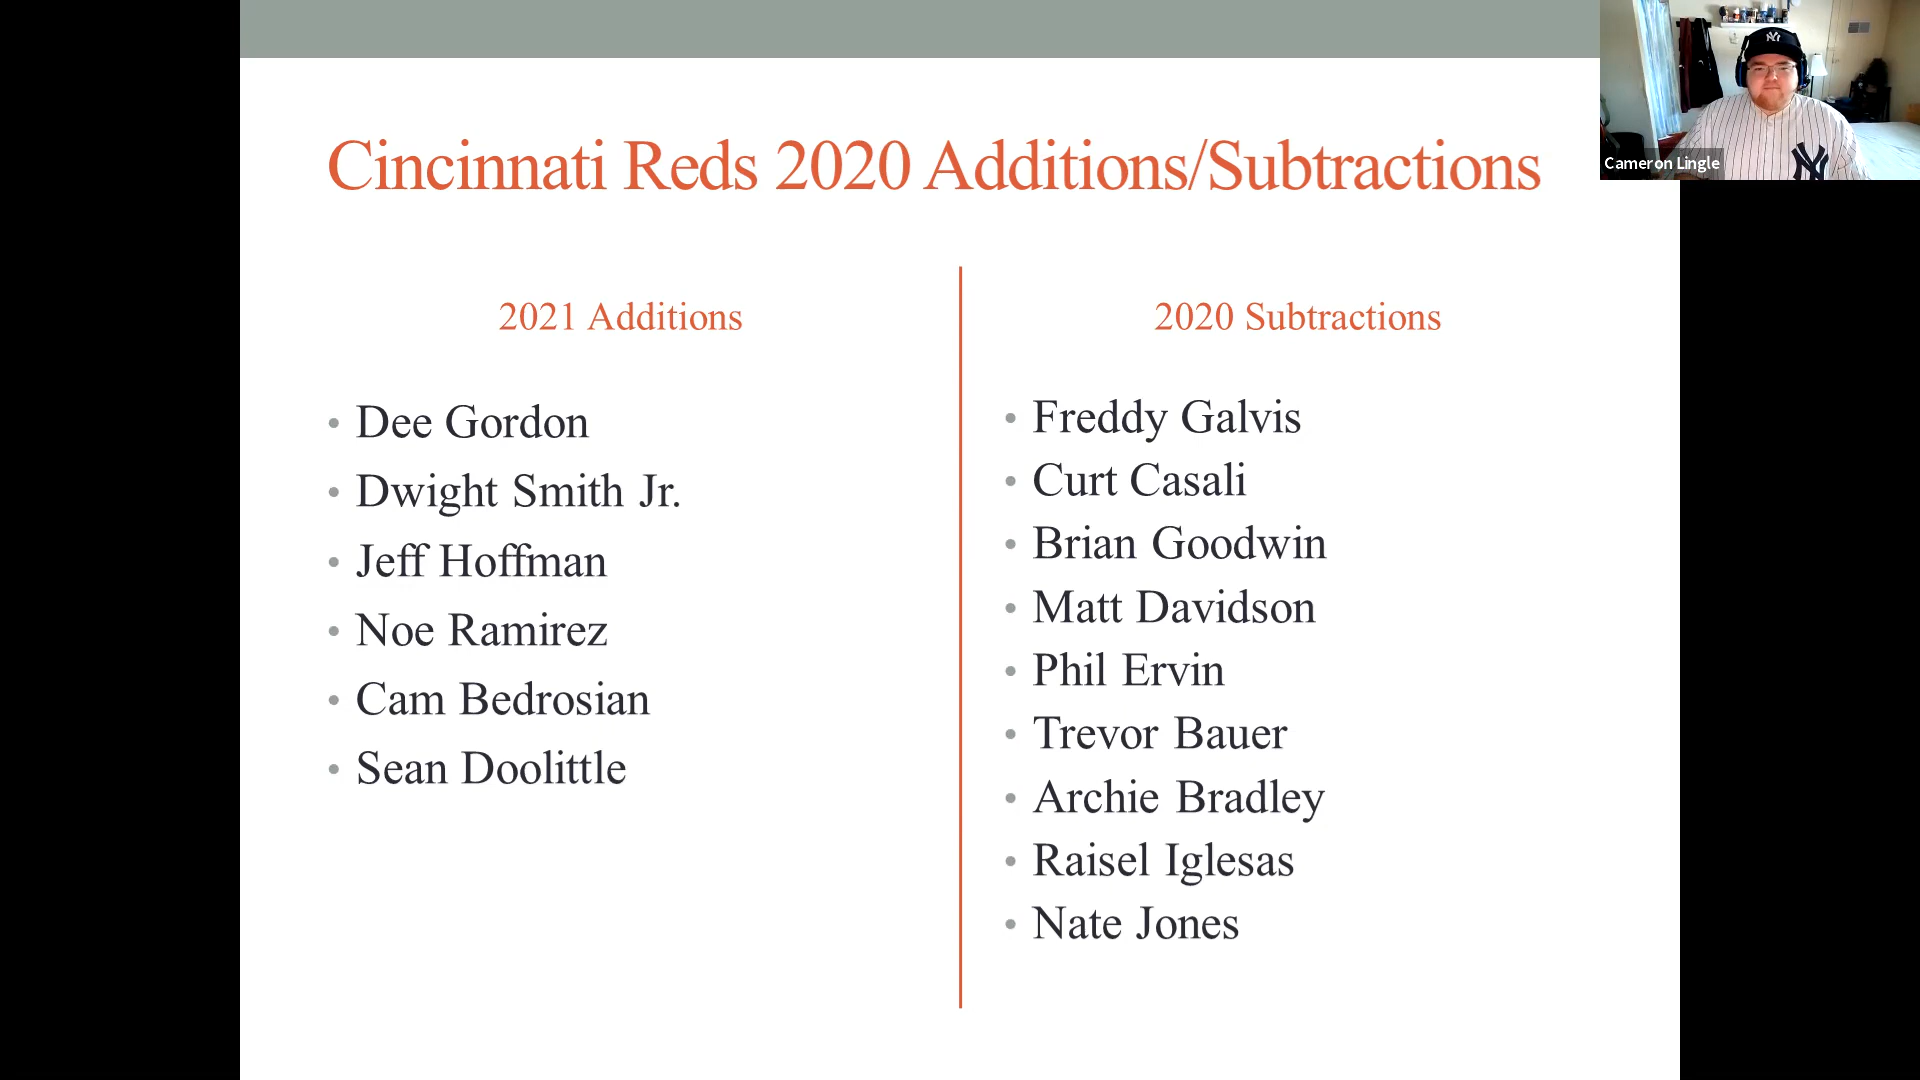 Cincinnati Reds 2020 Additions/Subtractions
2021 Additions
• Dee Gordon
• Dwight Smith Jr.
• Jeff Hoffman
• Noe Ramirez
• Cam Bedrosian
• Sean Doolittle
2020 Subtractions
• Freddy Galvis
• Curt Casali
• Brian Goodwin
• Matt Davidson
• Phil Ervin
• Trevor Bauer
• Archie Bradley
• Raisel Iglesas
• Nate Jones
NY
NY
Cameron Lingle